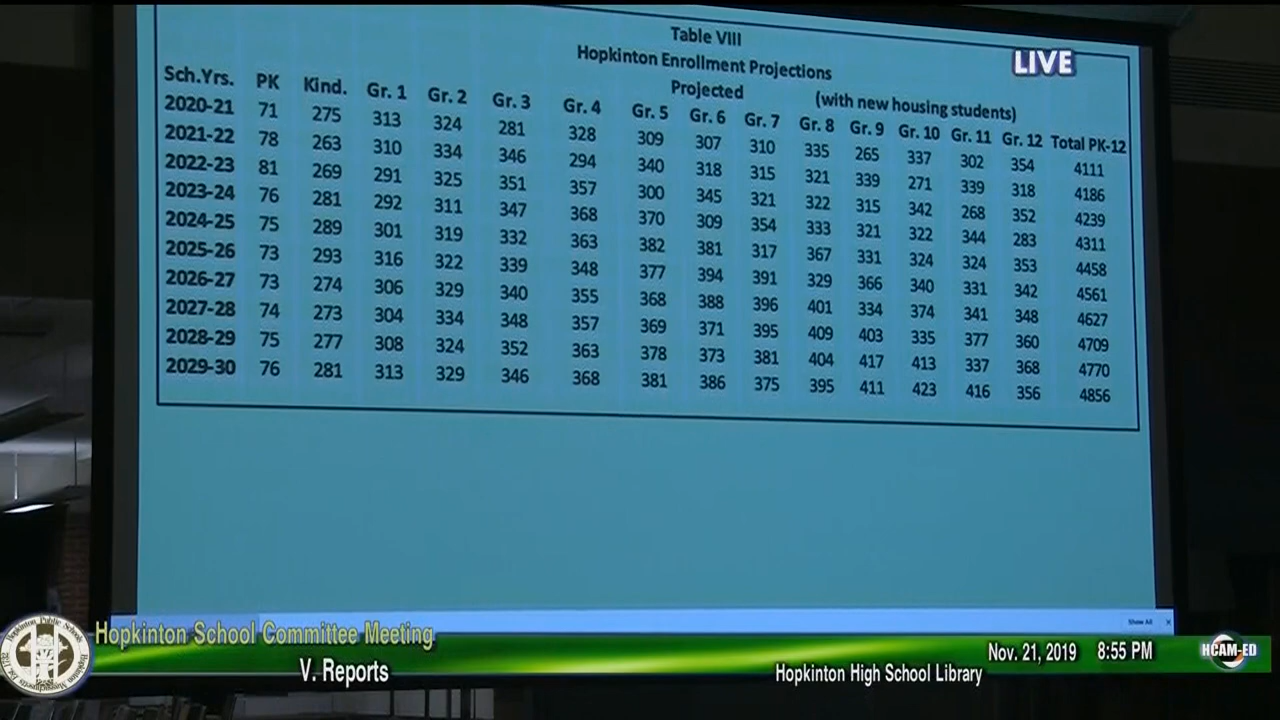 Table VIII
Hopkinton Enrollment Projections
LIVE
Projected (with new housing students)
Sch.Yrs. PK Kind. Gr. 1 Gr. 2 Gr. 3 Gr. 4 Gr. 5 Gr. 6 Gr. 7 Gr. 8 Gr. 9 Gr. 10 Gr. 11 Gr. 12 Total PK-12
2020-21 71 275 313 324 281 328 309 307 310 335 265 337 302 354 4111
2021-22 78 263 310 334 346 294 340 318 315 321 339 271 339 318 4186
2022-23 81 269 291 325 351 357 300 345 321 322 315 342 268 352 4239
2023-24 76 281 292 311 347 368 370 309 354 333 321 322 344 283 4311
2024-25 75 289 301 319 332 363 382 381 317 367 331 324 324 353 4458
2025-26 73 293 316 322 339 348 377 394 391 329 366 340 331 342 4561
2026-27 73 274 306 329 340 355 368 388 396 401 334 374 341 348 4627
2027-28 74 273 304 334 348 357 369 371 395 409 403 335 377 360 4709
2028-29 75 277 308 324 352 363 378 373 381 404 417 413 337 368 4770
2029-30 76 281 313 329 346 368 381 386 375 395 411 423 416 356 4856
Show All
Hopkinton School Committee Meeting
V. Reports
Hopkinton High School Library
Nov. 21, 2019 8:55 PM
HCAM-ED